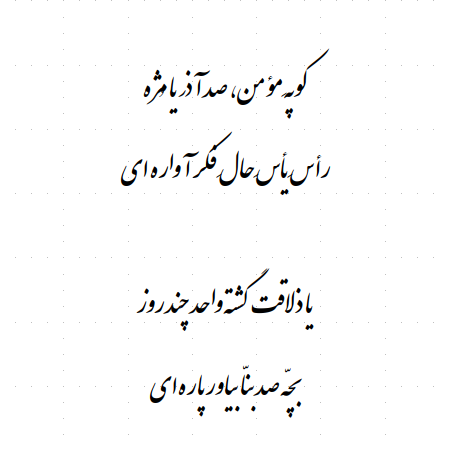 کوپهٔ مؤمن، صد آذر یا مژه
رأس یأس حال فکر آواره ای
یا ذلاقت گشته واحد چند روز
بچّه صد بنّا بیاور پاره ای